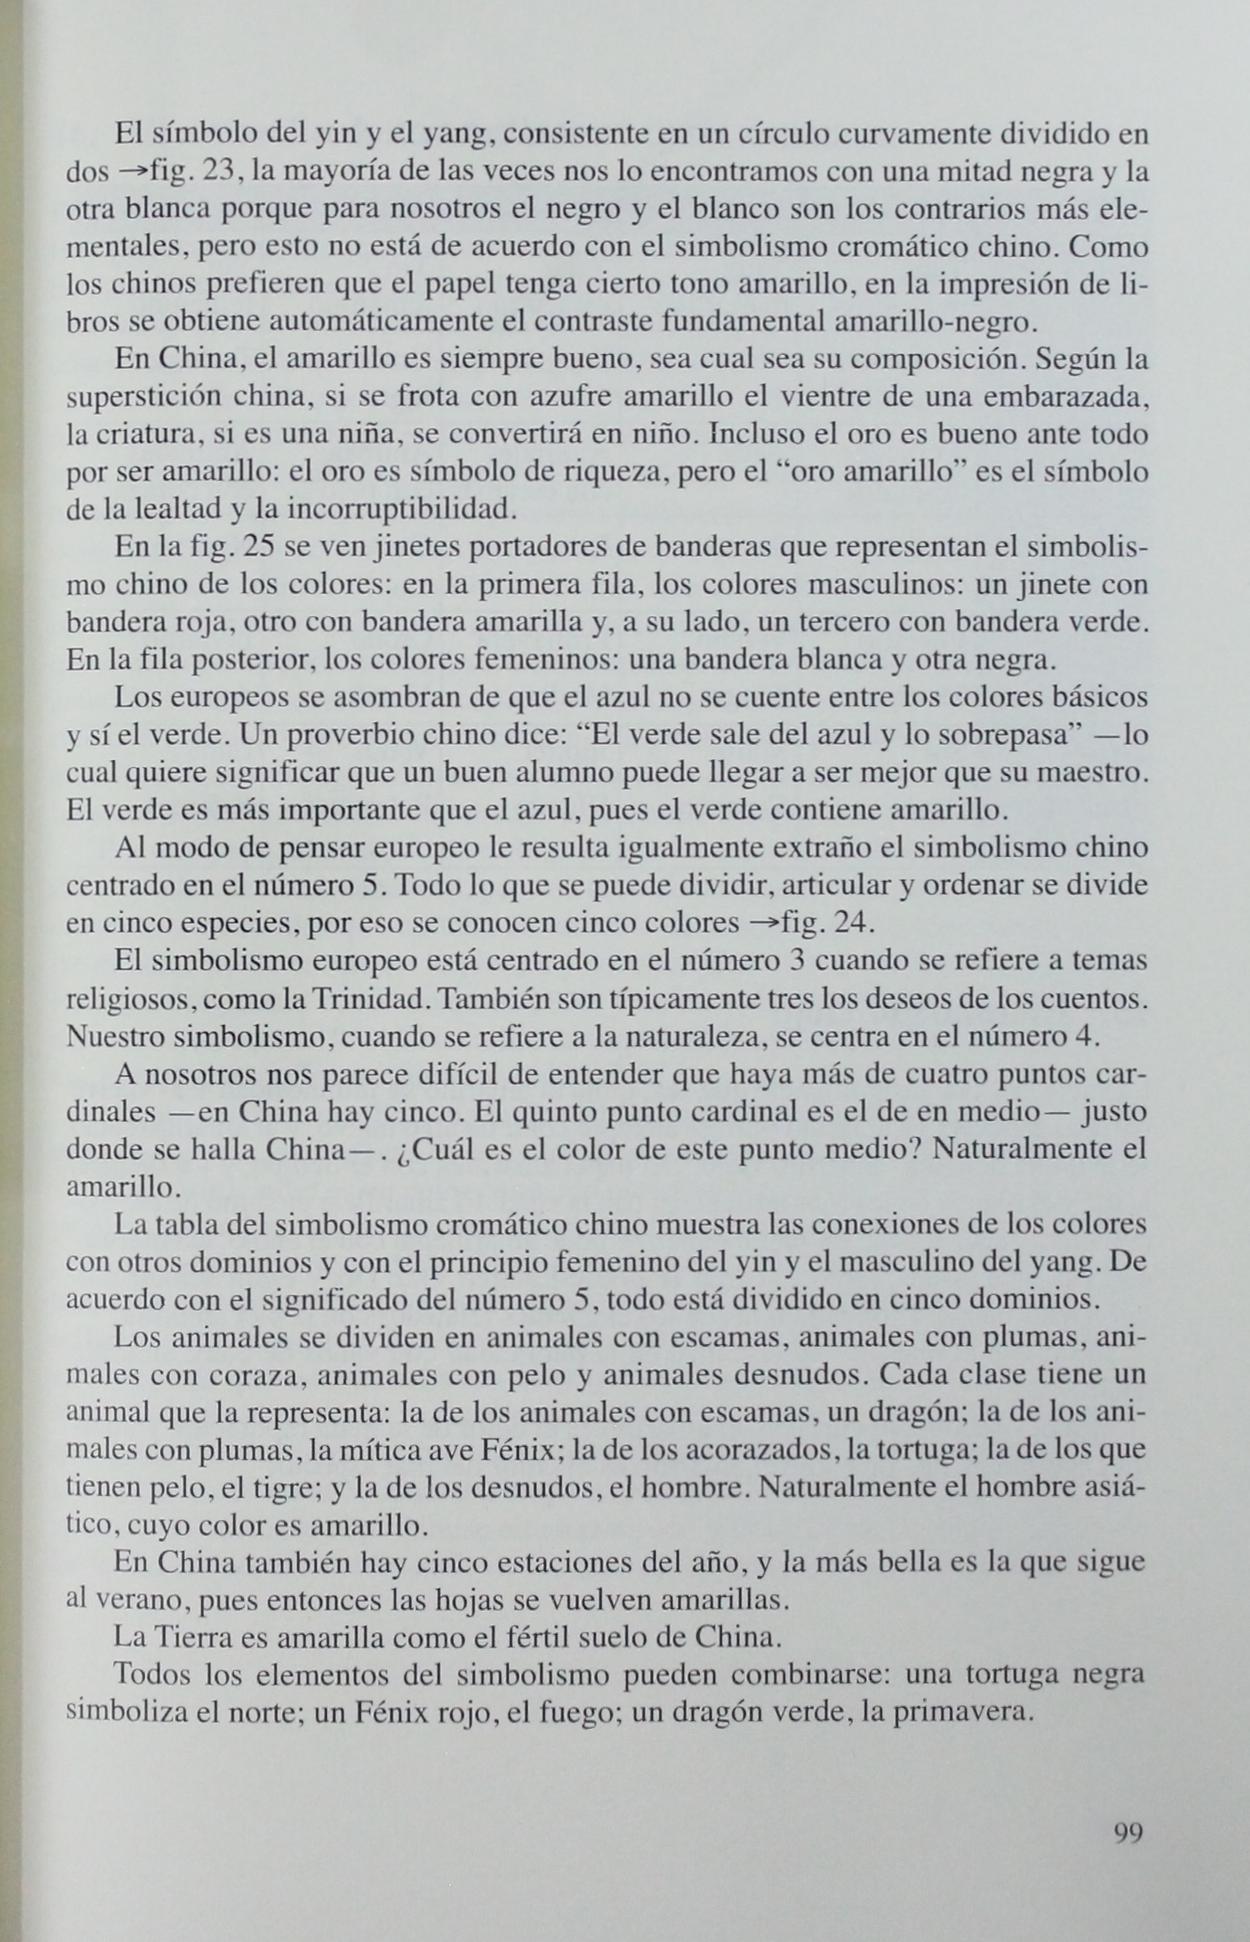 El símbolo del yin y el yang, consistente en un círculo curvamente dividido en
dos →fig. 23, la mayoría de las veces nos lo encontramos con una mitad negra y la
otra blanca porque para nosotros el negro y el blanco son los contrarios más ele-
mentales, pero esto no está de acuerdo con el simbolismo cromático chino. Como
los chinos prefieren que el papel tenga cierto tono amarillo, en la impresión de li-
bros se obtiene automáticamente el contraste fundamental amarillo-negro.
En China, el amarillo es siempre bueno, sea cual sea su composición. Según la
superstición china, si se frota con azufre amarillo el vientre de una embarazada,
la criatura, si es una niña, se convertirá en niño. Incluso el oro es bueno ante todo
por ser amarillo: el oro es símbolo de riqueza, pero el “oro amarillo” es el símbolo
de la lealtad y la incorruptibilidad.
En la fig. 25 se ven jinetes portadores de banderas que representan el simbolis-
mo chino de los colores: en la primera fila, los colores masculinos: un jinete con
bandera roja, otro con bandera amarilla y, a su lado, un tercero con bandera verde.
En la fila posterior, los colores femeninos: una bandera blanca y otra negra.
Los europeos se asombran de que el azul no se cuente entre los colores básicos
y sí el verde. Un proverbio chino dice: “El verde sale del azul y lo sobrepasa” —lo
cual quiere significar que un buen alumno puede llegar a ser mejor que su maestro.
El verde es más importante que el azul, pues el verde contiene amarillo.
Al modo de pensar europeo le resulta igualmente extraño el simbolismo chino
centrado en el número 5. Todo lo que se puede dividir, articular y ordenar se divide
en cinco especies, por eso se conocen cinco colores →fig. 24.
El simbolismo europeo está centrado en el número 3 cuando se refiere a temas
religiosos, como la Trinidad. También son típicamente tres los deseos de los cuentos.
Nuestro simbolismo, cuando se refiere a la naturaleza, se centra en el número 4.
A nosotros nos parece difícil de entender que haya más de cuatro puntos car-
dinales —en China hay cinco. El quinto punto cardinal es el de en medio— justo
donde se halla China—. ¿Cuál es el color de este punto medio? Naturalmente el
amarillo.
La tabla del simbolismo cromático chino muestra las conexiones de los colores
con otros dominios y con el principio femenino del yin y el masculino del yang. De
acuerdo con el significado del número 5, todo está dividido en cinco dominios.
Los animales se dividen en animales con escamas, animales con plumas, ani-
males con coraza, animales con pelo y animales desnudos. Cada clase tiene un
animal que la representa: la de los animales con escamas, un dragón; la de los ani-
males con plumas, la mítica ave Fénix; la de los acorazados, la tortuga; la de los que
tienen pelo, el tigre; y la de los desnudos, el hombre. Naturalmente el hombre asiá-
tico, cuyo color es amarillo.
En China también hay cinco estaciones del año, y la más bella es la que sigue
al verano, pues entonces las hojas se vuelven amarillas.
La Tierra es amarilla como el fértil suelo de China.
Todos los elementos del simbolismo pueden combinarse: una tortuga negra
simboliza el norte; un Fénix rojo, el fuego; un dragón verde, la primavera.
99